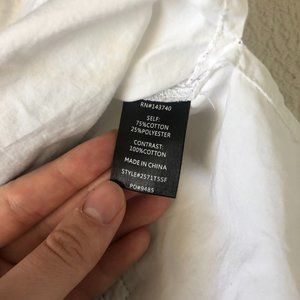 RN#143740
SELF:
75%COTTON
25%POLYESTER
CONTRAST:
100%COTTON
MADE IN CHINA
STYLE#2571TSSF
PO#9485